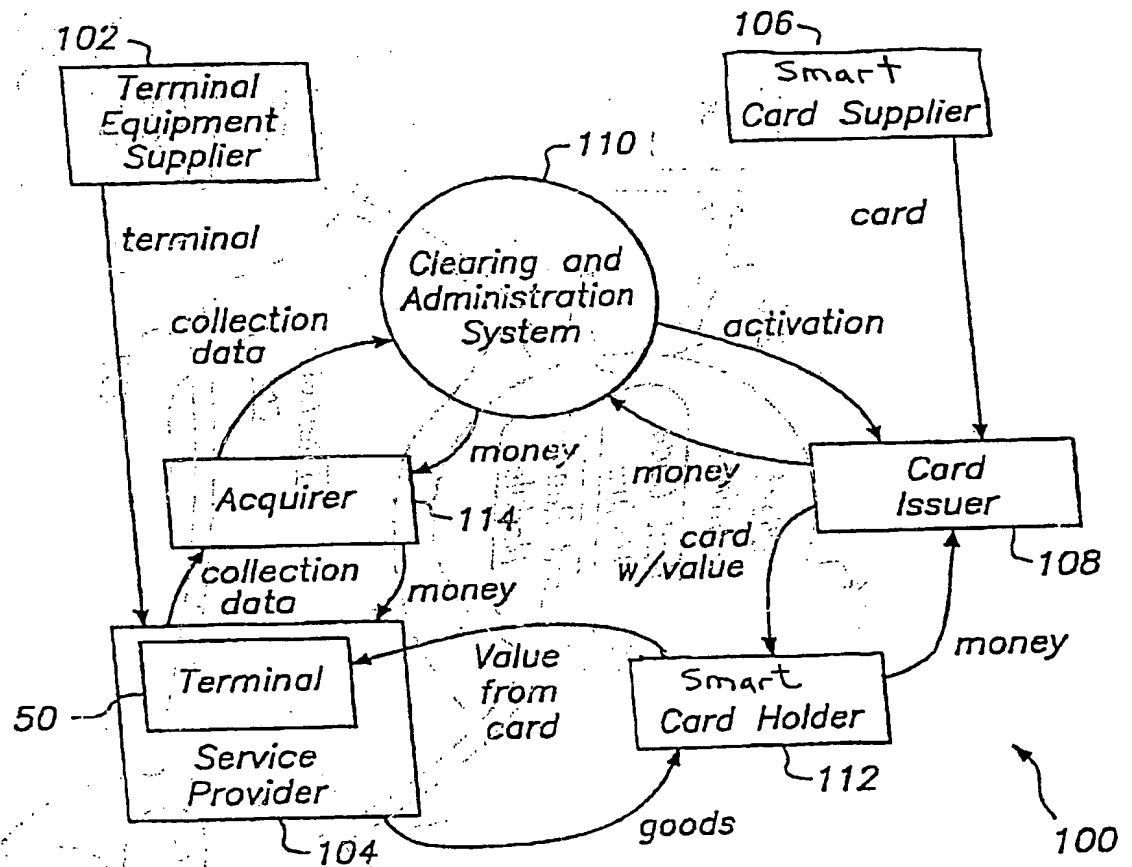 102
Terminal
Equipment
Supplier
106
Smart
Card Supplier
110
terminal
card
Clearing and
Administration
System
collection
data
activation
money
money
Acquirer
114
Card
Issuer
108
card
w/value
collection
data
money
money
Terminal
50
Service
Provider
104
Value
from
card
Smart
Card Holder
112
goods
100